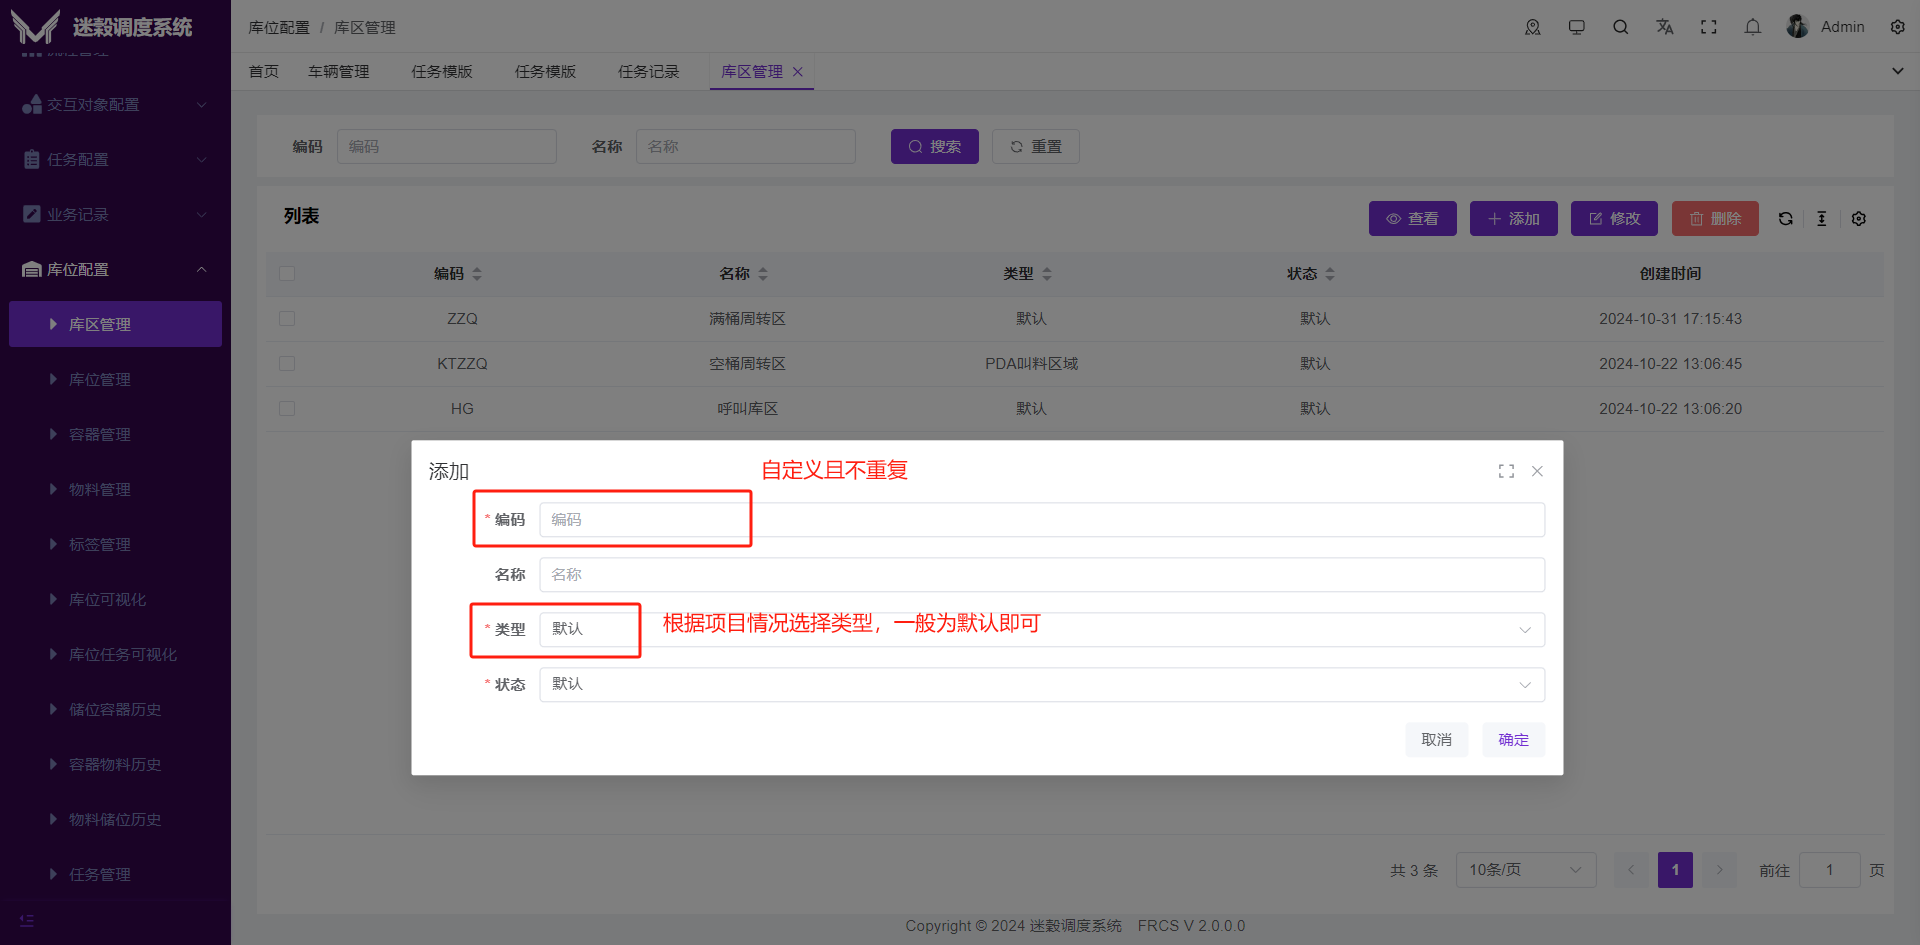 迷毂调度系统
交互对象配置
任务配置
业务记录
库位配置
库区管理
库位管理
容器管理
物料管理
标签管理
库位可视化
库位任务可视化
储位容器历史
容器物料历史
物料储位历史
任务管理
库位配置 / 库区管理
Admin
首页 车辆管理 任务模版 任务模版 任务记录 库区管理
编码 编码 名称 名称 搜索 重置
列表 查看 添加 修改 删除
编码 名称 类型 状态 创建时间
ZZQ 满桶周转区 默认 默认 2024-10-31 17:15:43
KTZZQ 空桶周转区 PDA叫料区域 默认 2024-10-22 13:06:45
HG 呼叫库区 默认 默认 2024-10-22 13:06:20
添加 自定义且不重复
* 编码 编码
名称 名称
* 类型 默认 根据项目情况选择类型，一般为默认即可
* 状态 默认
取消 确定
共 3 条 10条/页 1 前往 1 页
Copyright © 2024 迷毂调度系统 FRCS V 2.0.0.0